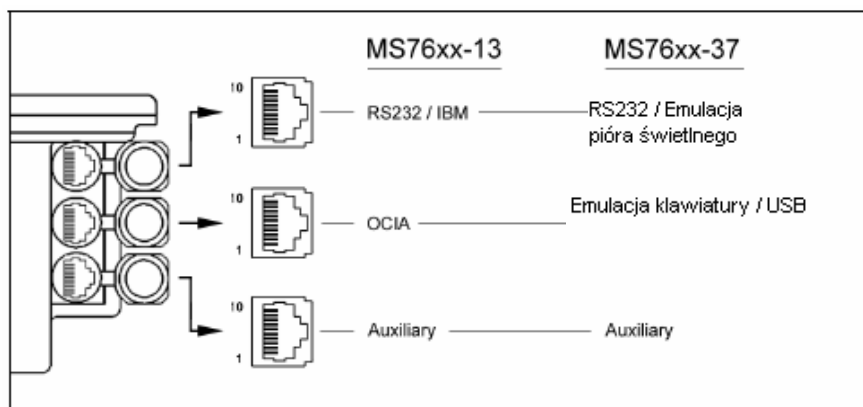 MS76xx-13 MS76xx-37
10
RS232 / IBM RS232 / Emulacja
pióra świetlnego
1
10
Emulacja klawiatury / USB
OCIA
1
10
Auxiliary Auxiliary
1